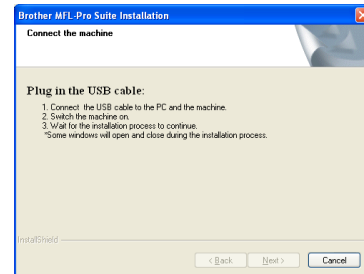 Brother MFL-Pro Suite Installation
Connect the machine
Plug in the USB cable:
1. Connect the USB cable to the PC and the machine.
2. Switch the machine on.
3. Wait for the installation process to continue.
*Some windows will open and close during the installation process.
InstallShield
< Back
Next >
Cancel